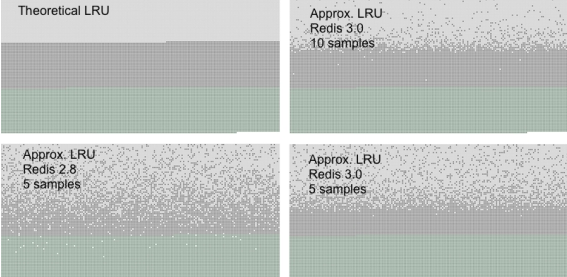 Theoretical LRU
Approx. LRU
Redis 3.0
10 samples
Approx. LRU
Redis 2.8
5 samples
Approx. LRU
Redis 3.0
5 samples